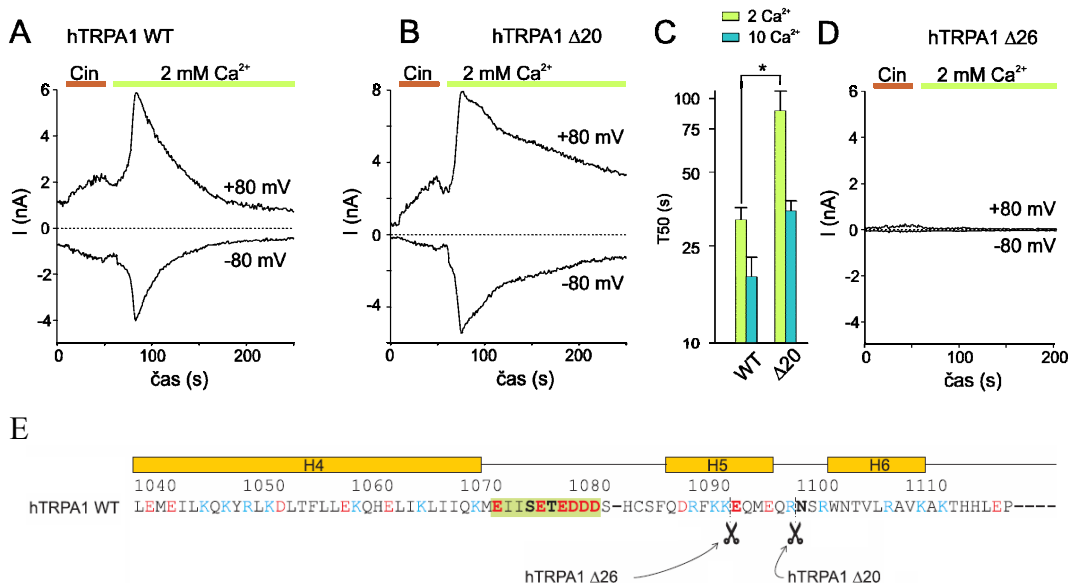 A hTRPA1 WT
Cin 2 mM Ca²⁺
6
4
2
0
-2
-4
I (nA)
+80 mV
-80 mV
0 100 200
čas (s)
B hTRPA1 Δ20
Cin 2 mM Ca²⁺
8
4
0
-4
I (nA)
+80 mV
-80 mV
0 100 200
čas (s)
C
2 Ca²⁺
10 Ca²⁺
*
100
75
50
25
10
T50 (s)
WT Δ20
D hTRPA1 Δ26
Cin 2 mM Ca²⁺
6
4
2
0
-2
-4
I (nA)
+80 mV
-80 mV
0 100 200
čas (s)
E
H4 H5 H6
1040 1050 1060 1070 1080 1090 1100 1110
hTRPA1 WT LEMEILKQKYRLKDLTFLLEKQHELIKLIIQKMEIISETEDDDS-HCSFQDRFKKEQMEQRNSRWNTVLRAVKAKTHHLEP----
hTRPA1 Δ26 hTRPA1 Δ20